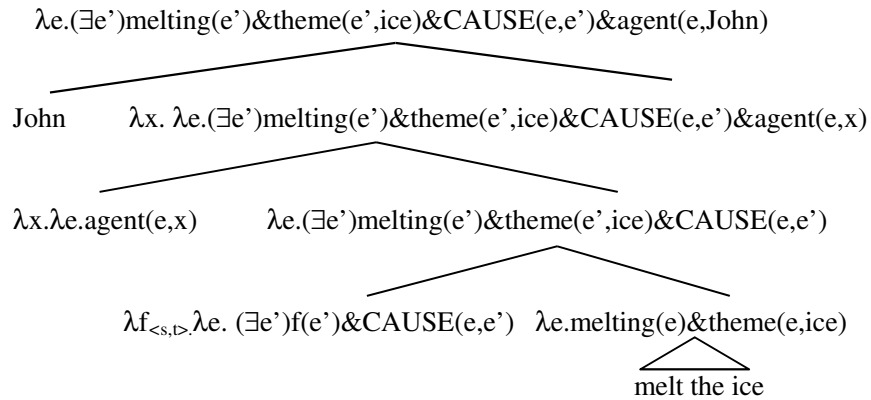 λe.(∃e’)melting(e’)&theme(e’,ice)&CAUSE(e,e’)&agent(e,John)
John λx. λe.(∃e’)melting(e’)&theme(e’,ice)&CAUSE(e,e’)&agent(e,x)
λx.λe.agent(e,x) λe.(∃e’)melting(e’)&theme(e’,ice)&CAUSE(e,e’)
λf<s,t>.λe. (∃e’)f(e’)&CAUSE(e,e’) λe.melting(e)&theme(e,ice)
melt the ice